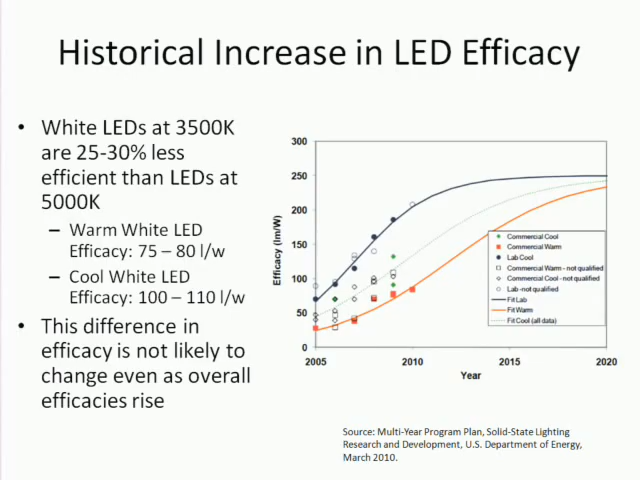 Historical Increase in LED Efficacy
• White LEDs at 3500K
are 25-30% less
efficient than LEDs at
5000K
– Warm White LED
Efficacy: 75 – 80 l/w
– Cool White LED
Efficacy: 100 – 110 l/w
• This difference in
efficacy is not likely to
change even as overall
efficacies rise
300
250
200
150
100
50
0
Efficacy (lm/W)
2005
2010
2015
2020
Year
Commercial Cool
Commercial Warm
Lab Cool
Commercial Warm - not qualified
Commercial Cool - not qualified
Lab -not qualified
Fit Lab
Fit Warm
Fit Cool (all data)
Source: Multi-Year Program Plan, Solid-State Lighting
Research and Development, U.S. Department of Energy,
March 2010.